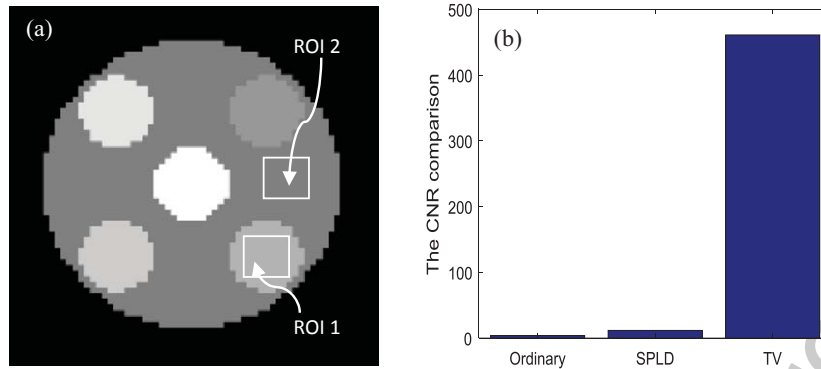 (a)
ROI 2
ROI 1
(b)
The CNR comparison
500
400
300
200
100
0
Ordinary
SPLD
TV